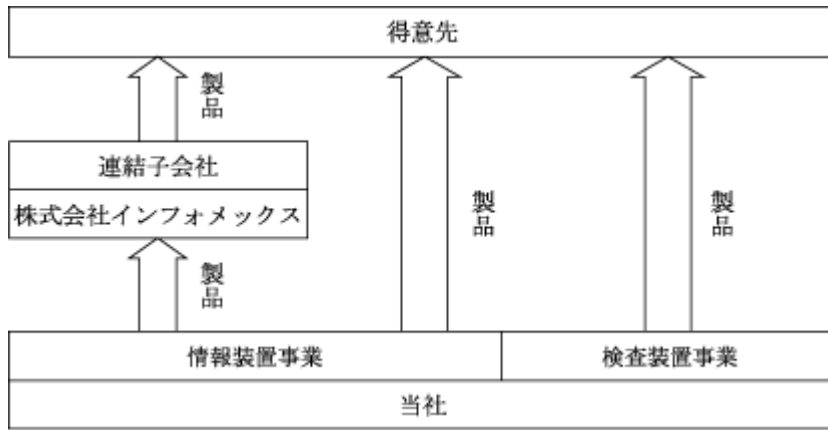 得意先
製品
連結子会社
株式会社インフォメックス
製品
製品
製品
情報装置事業
検査装置事業
当社